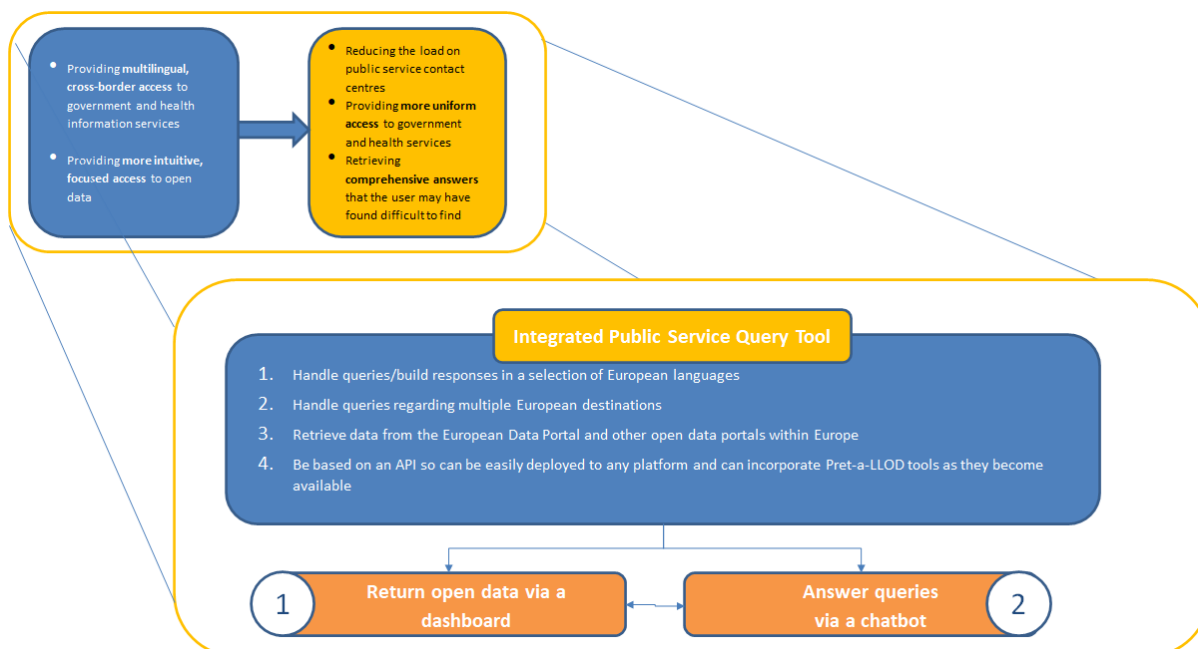 • Providing multilingual,
cross-border access to
government and health
information services
• Providing more intuitive,
focused access to open
data
• Reducing the load on
public service contact
centres
• Providing more uniform
access to government
and health services
• Retrieving
comprehensive answers
that the user may have
found difficult to find
Integrated Public Service Query Tool
1. Handle queries/build responses in a selection of European languages
2. Handle queries regarding multiple European destinations
3. Retrieve data from the European Data Portal and other open data portals within Europe
4. Be based on an API so can be easily deployed to any platform and can incorporate Pret-a-LLOD tools as they become
available
1
Return open data via a
dashboard
Answer queries
via a chatbot
2